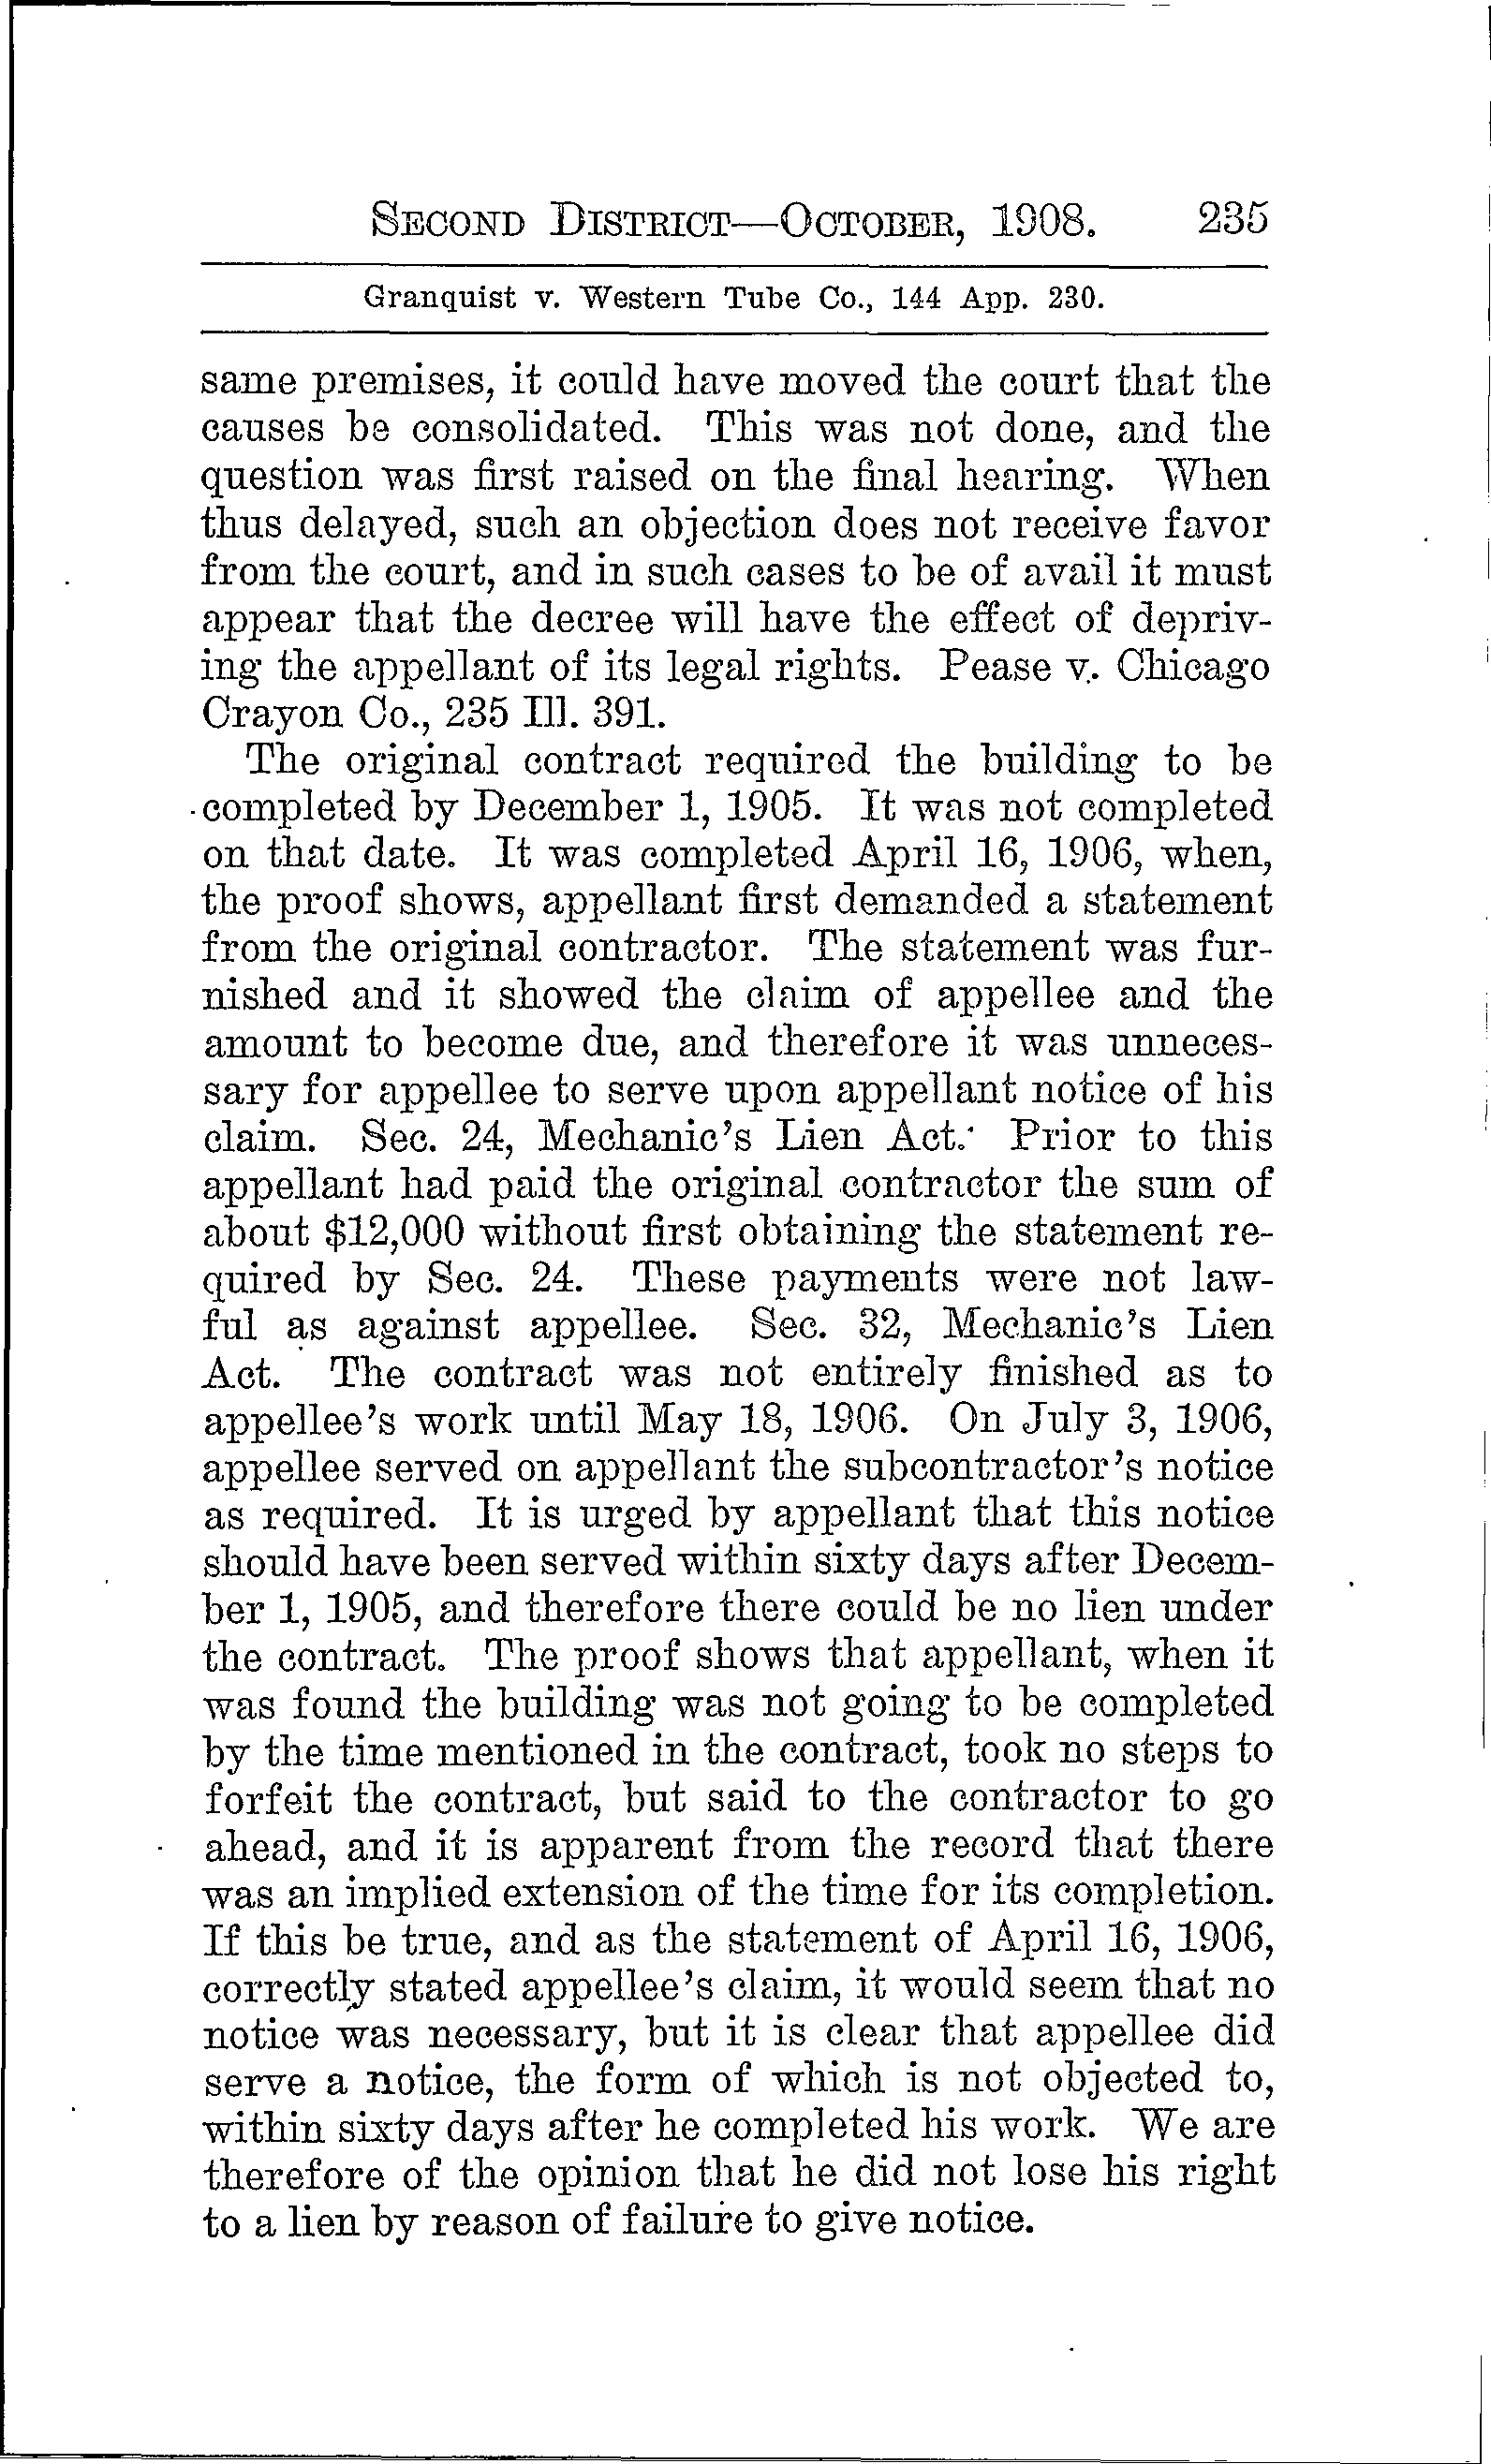 SECOND DISTRICT—OCTOBER, 1908. 235
Granquist v. Western Tube Co., 144 App. 230.
same premises, it could have moved the court that the
causes be consolidated. This was not done, and the
question was first raised on the final hearing. When
thus delayed, such an objection does not receive favor
from the court, and in such cases to be of avail it must
appear that the decree will have the effect of depriv-
ing the appellant of its legal rights. Pease v. Chicago
Crayon Co., 235 Ill. 391.
The original contract required the building to be
completed by December 1, 1905. It was not completed
on that date. It was completed April 16, 1906, when,
the proof shows, appellant first demanded a statement
from the original contractor. The statement was fur-
nished and it showed the claim of appellee and the
amount to become due, and therefore it was unneces-
sary for appellee to serve upon appellant notice of his
claim. Sec. 24, Mechanic's Lien Act. Prior to this
appellant had paid the original contractor the sum of
about $12,000 without first obtaining the statement re-
quired by Sec. 24. These payments were not law-
ful as against appellee. Sec. 32, Mechanic's Lien
Act. The contract was not entirely finished as to
appellee's work until May 18, 1906. On July 3, 1906,
appellee served on appellant the subcontractor's notice
as required. It is urged by appellant that this notice
should have been served within sixty days after Decem-
ber 1, 1905, and therefore there could be no lien under
the contract. The proof shows that appellant, when it
was found the building was not going to be completed
by the time mentioned in the contract, took no steps to
forfeit the contract, but said to the contractor to go
ahead, and it is apparent from the record that there
was an implied extension of the time for its completion.
If this be true, and as the statement of April 16, 1906,
correctly stated appellee's claim, it would seem that no
notice was necessary, but it is clear that appellee did
serve a notice, the form of which is not objected to,
within sixty days after he completed his work. We are
therefore of the opinion that he did not lose his right
to a lien by reason of failure to give notice.